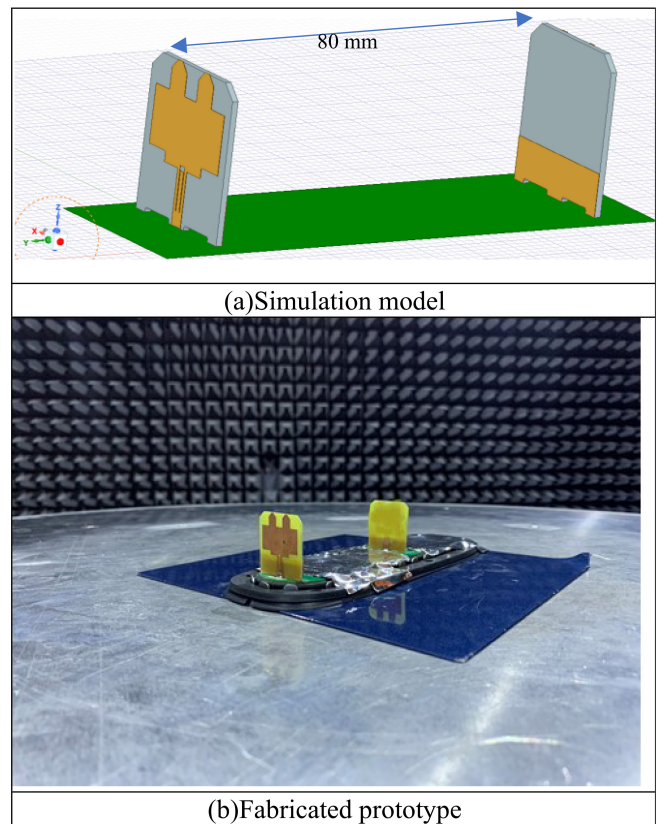 80 mm
Z
X
Y
(a)Simulation model
(b)Fabricated prototype